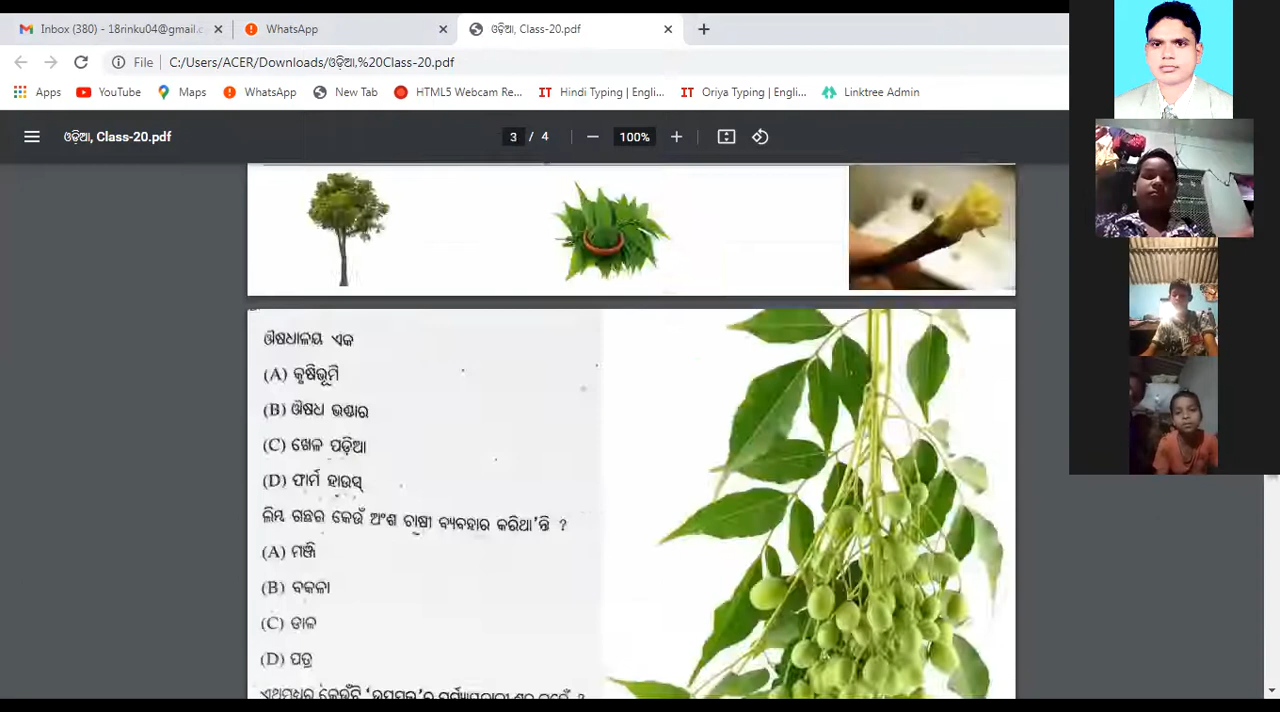 Inbox (380) - 18rinku04@gmail.c
WhatsApp
ଓଡ଼ିଆ, Class-20.pdf
File
C:/Users/ACER/Downloads/ଓଡ଼ିଆ,%20Class-20.pdf
Apps
YouTube
Maps
WhatsApp
New Tab
HTML5 Webcam Re...
Hindi Typing | Engli...
Oriya Typing | Engli...
Linktree Admin
ଓଡ଼ିଆ, Class-20.pdf
3 / 4
100%
ଔଷଧାଳୟ ଏକ
(A) କୃଷିଭୂମି
(B) ଔଷଧ ଭଣ୍ଡାର
(C) ଖେଳ ପଡ଼ିଆ
(D) ଫାର୍ମ ହାଉସ୍
ଲିମ୍ବ ଗଛର କେଉଁ ଅଂଶ ଚାଷୀ ବ୍ୟବହାର କରିଥା’ନ୍ତି ?
(A) ମଞ୍ଜି
(B) ବକଳା
(C) ଡାଳ
(D) ପତ୍ର